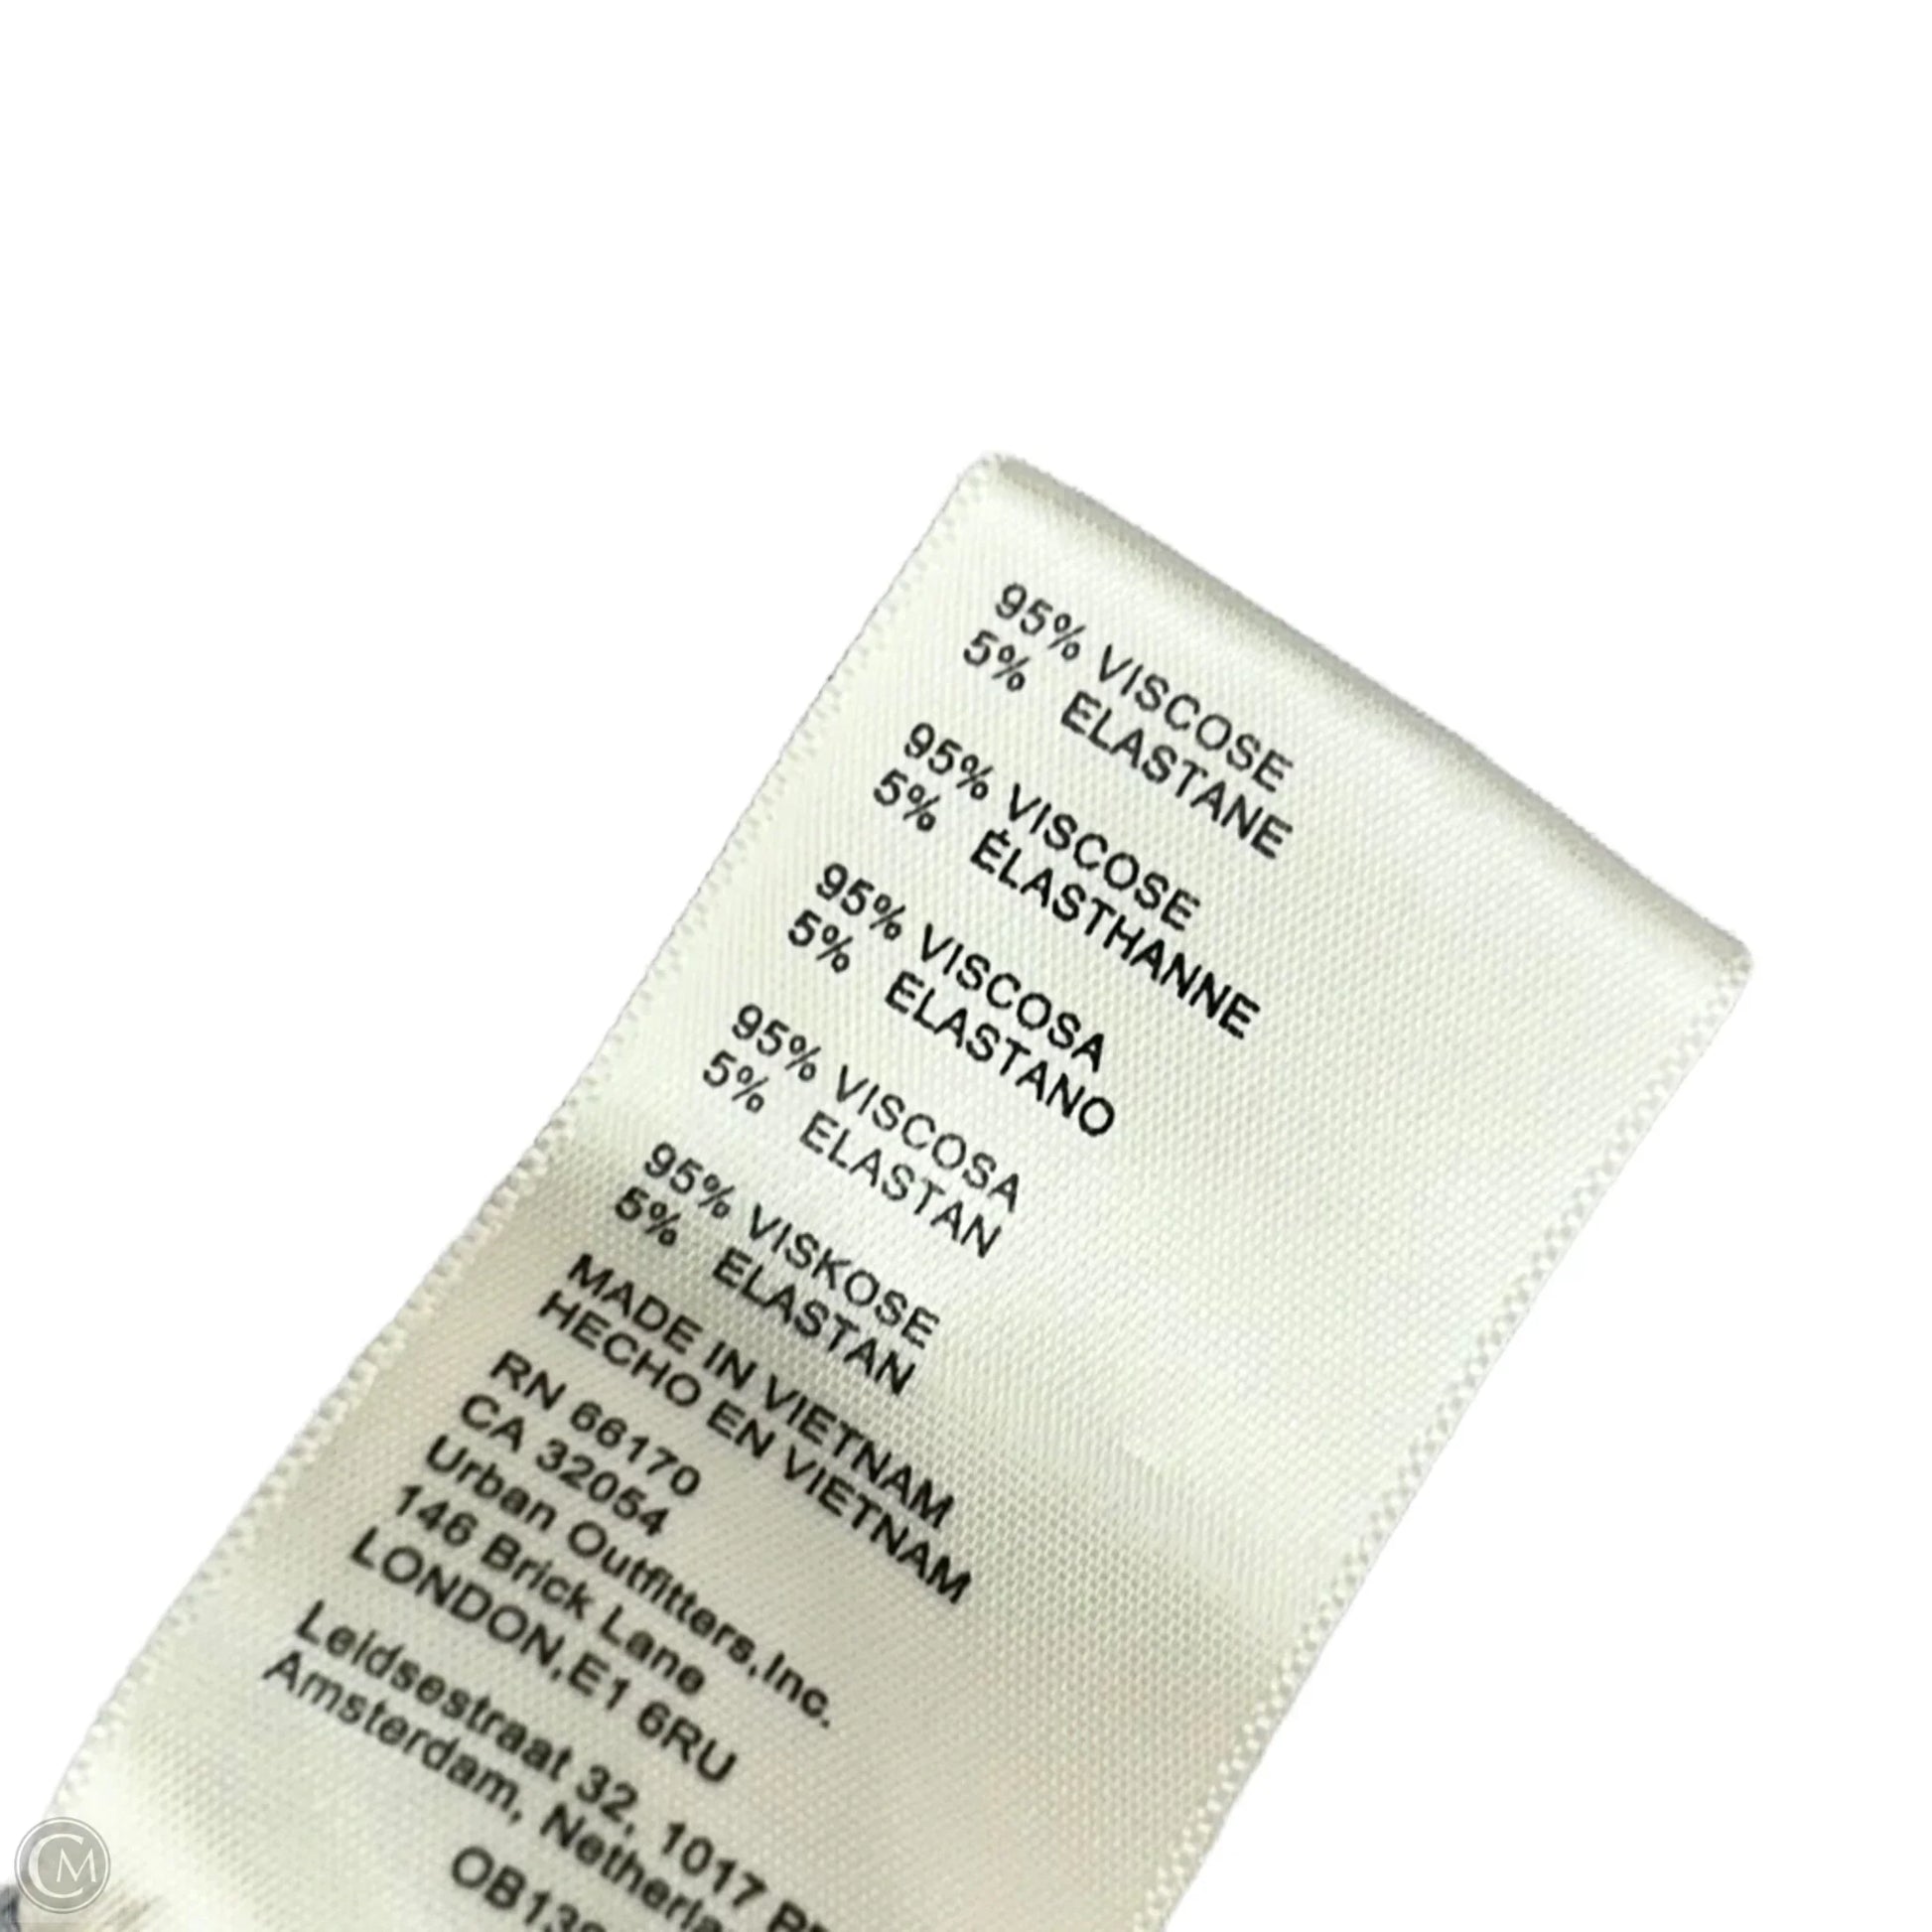 95% VISCOSE
5% ELASTANE
95% VISCOSE
5% ÉLASTHANNE
95% VISCOSA
5% ELASTANO
95% VISCOSA
5% ELASTAN
95% VISKOSE
5% ELASTAN
MADE IN VIETNAM
HECHO EN VIETNAM
RN 66170
CA 32054
Urban Outfitters,Inc.
146 Brick Lane
LONDON,E1 6RU
Leidsestraat 32, 1017
Amsterdam,
CM